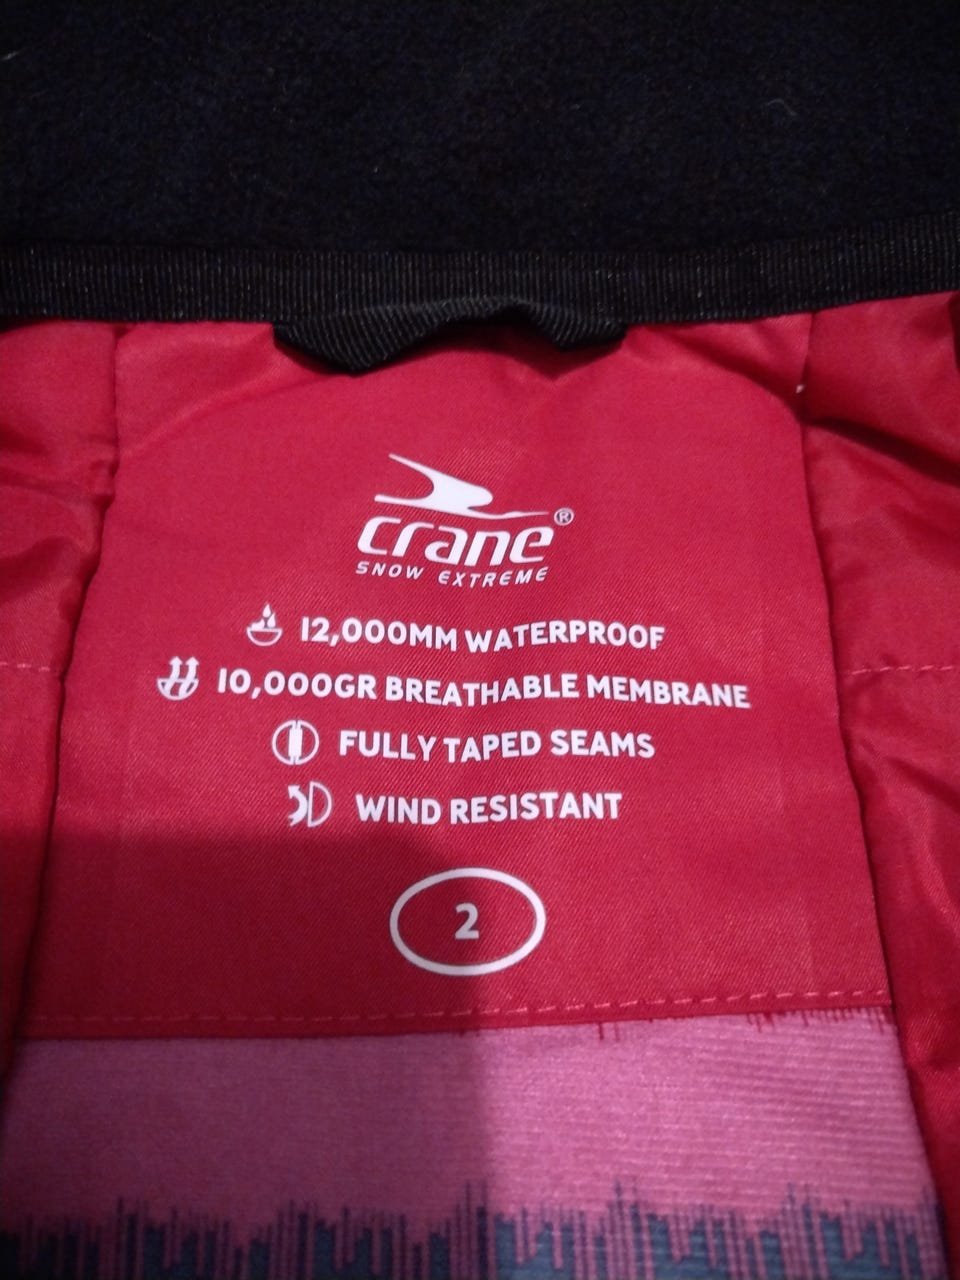 crane®
SNOW EXTREME
12,000MM WATERPROOF
10,000GR BREATHABLE MEMBRANE
FULLY TAPED SEAMS
WIND RESISTANT
2